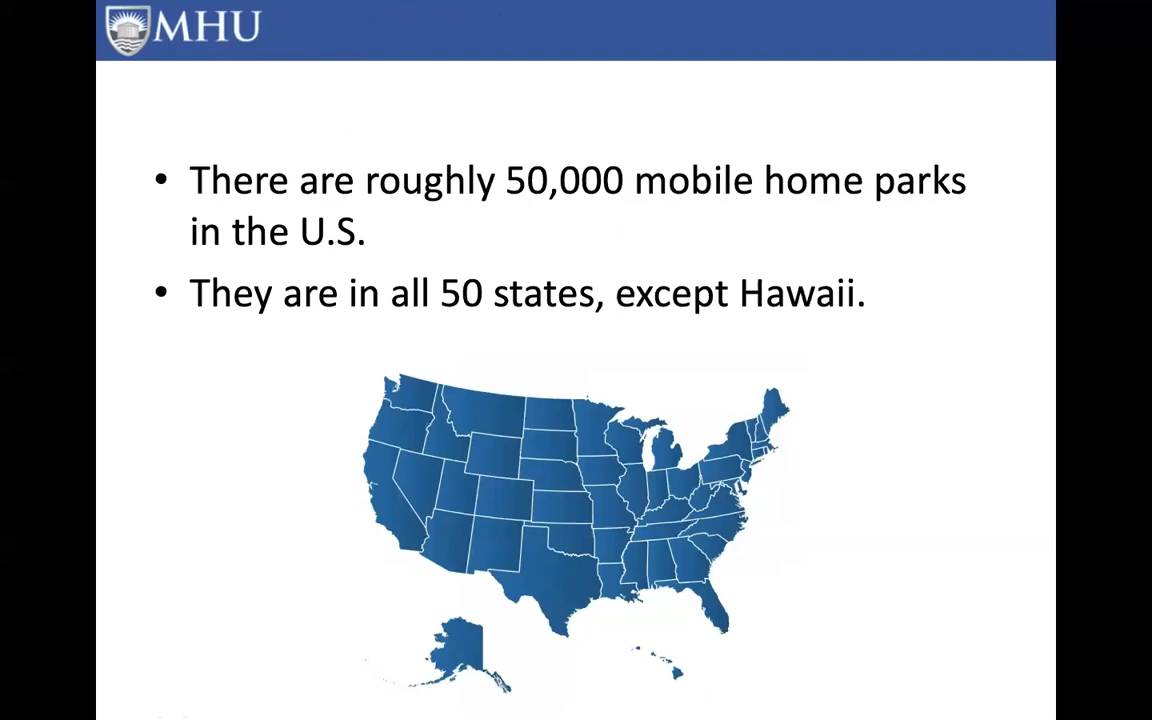 MHU
• There are roughly 50,000 mobile home parks
in the U.S.
• They are in all 50 states, except Hawaii.